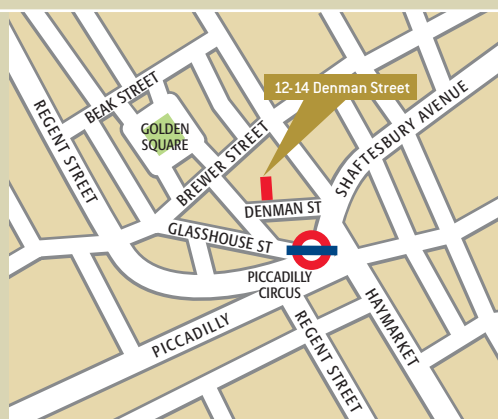 12-14 Denman Street
REGENT STREET
BEAK STREET
GOLDEN
SQUARE
BREWER STREET
SHAFTESBURY AVENUE
DENMAN ST
GLASSHOUSE ST
PICCADILLY
CIRCUS
PICCADILLY
REGENT STREET
HAYMARKET